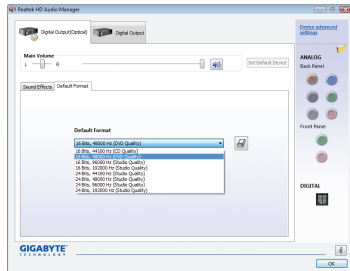 Realtek HD Audio Manager
Digital Output(Optical)
Digital Output
Device advanced settings
Main Volume
L
R
Set Default Device
ANALOG
Back Panel
Sound Effects
Default Format
Default Format
16 Bits, 48000 Hz (DVD Quality)
16 Bits, 44100 Hz (CD Quality)
16 Bits, 48000 Hz (DVD Quality)
16 Bits, 96000 Hz (Studio Quality)
16 Bits, 192000 Hz (Studio Quality)
24 Bits, 44100 Hz (Studio Quality)
24 Bits, 48000 Hz (Studio Quality)
24 Bits, 96000 Hz (Studio Quality)
24 Bits, 192000 Hz (Studio Quality)
Front Panel
DIGITAL
GIGABYTE
TECHNOLOGY
i
OK